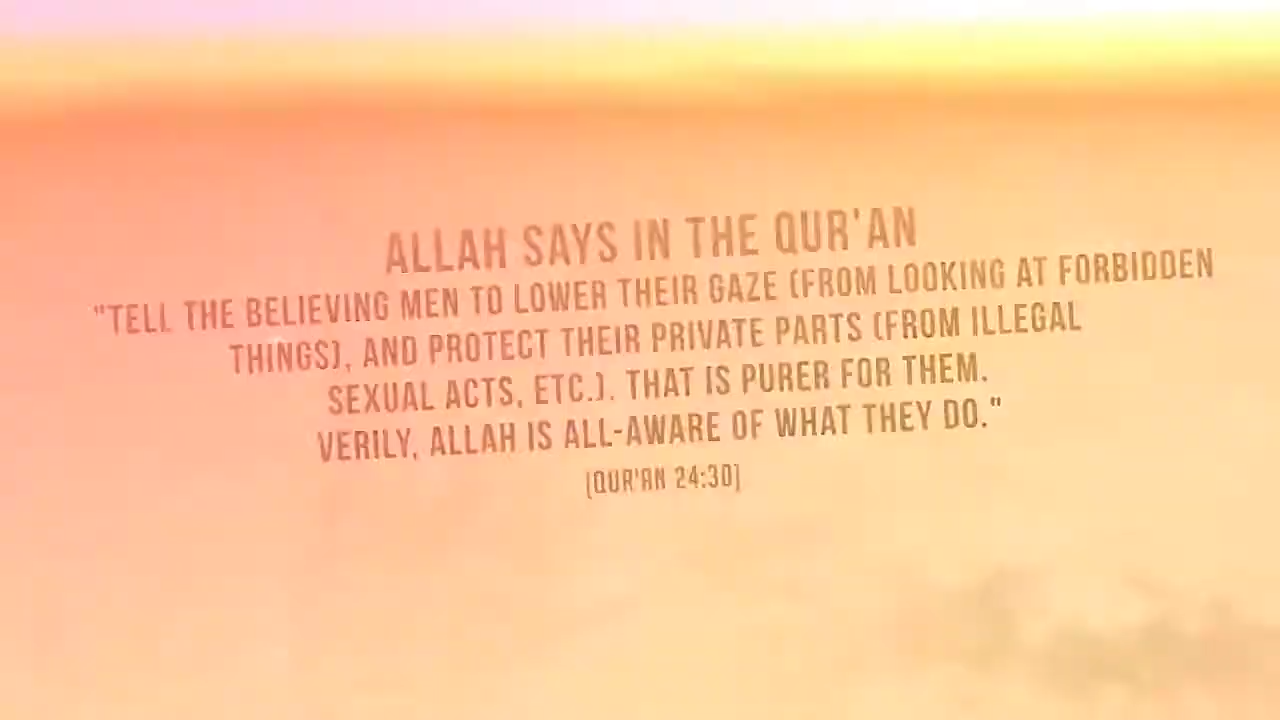 ALLAH SAYS IN THE QUR'AN
"TELL THE BELIEVING MEN TO LOWER THEIR GAZE (FROM LOOKING AT FORBIDDEN
THINGS), AND PROTECT THEIR PRIVATE PARTS (FROM ILLEGAL
SEXUAL ACTS, ETC.). THAT IS PURER FOR THEM.
VERILY, ALLAH IS ALL-AWARE OF WHAT THEY DO."
[QUR'AN 24:30]